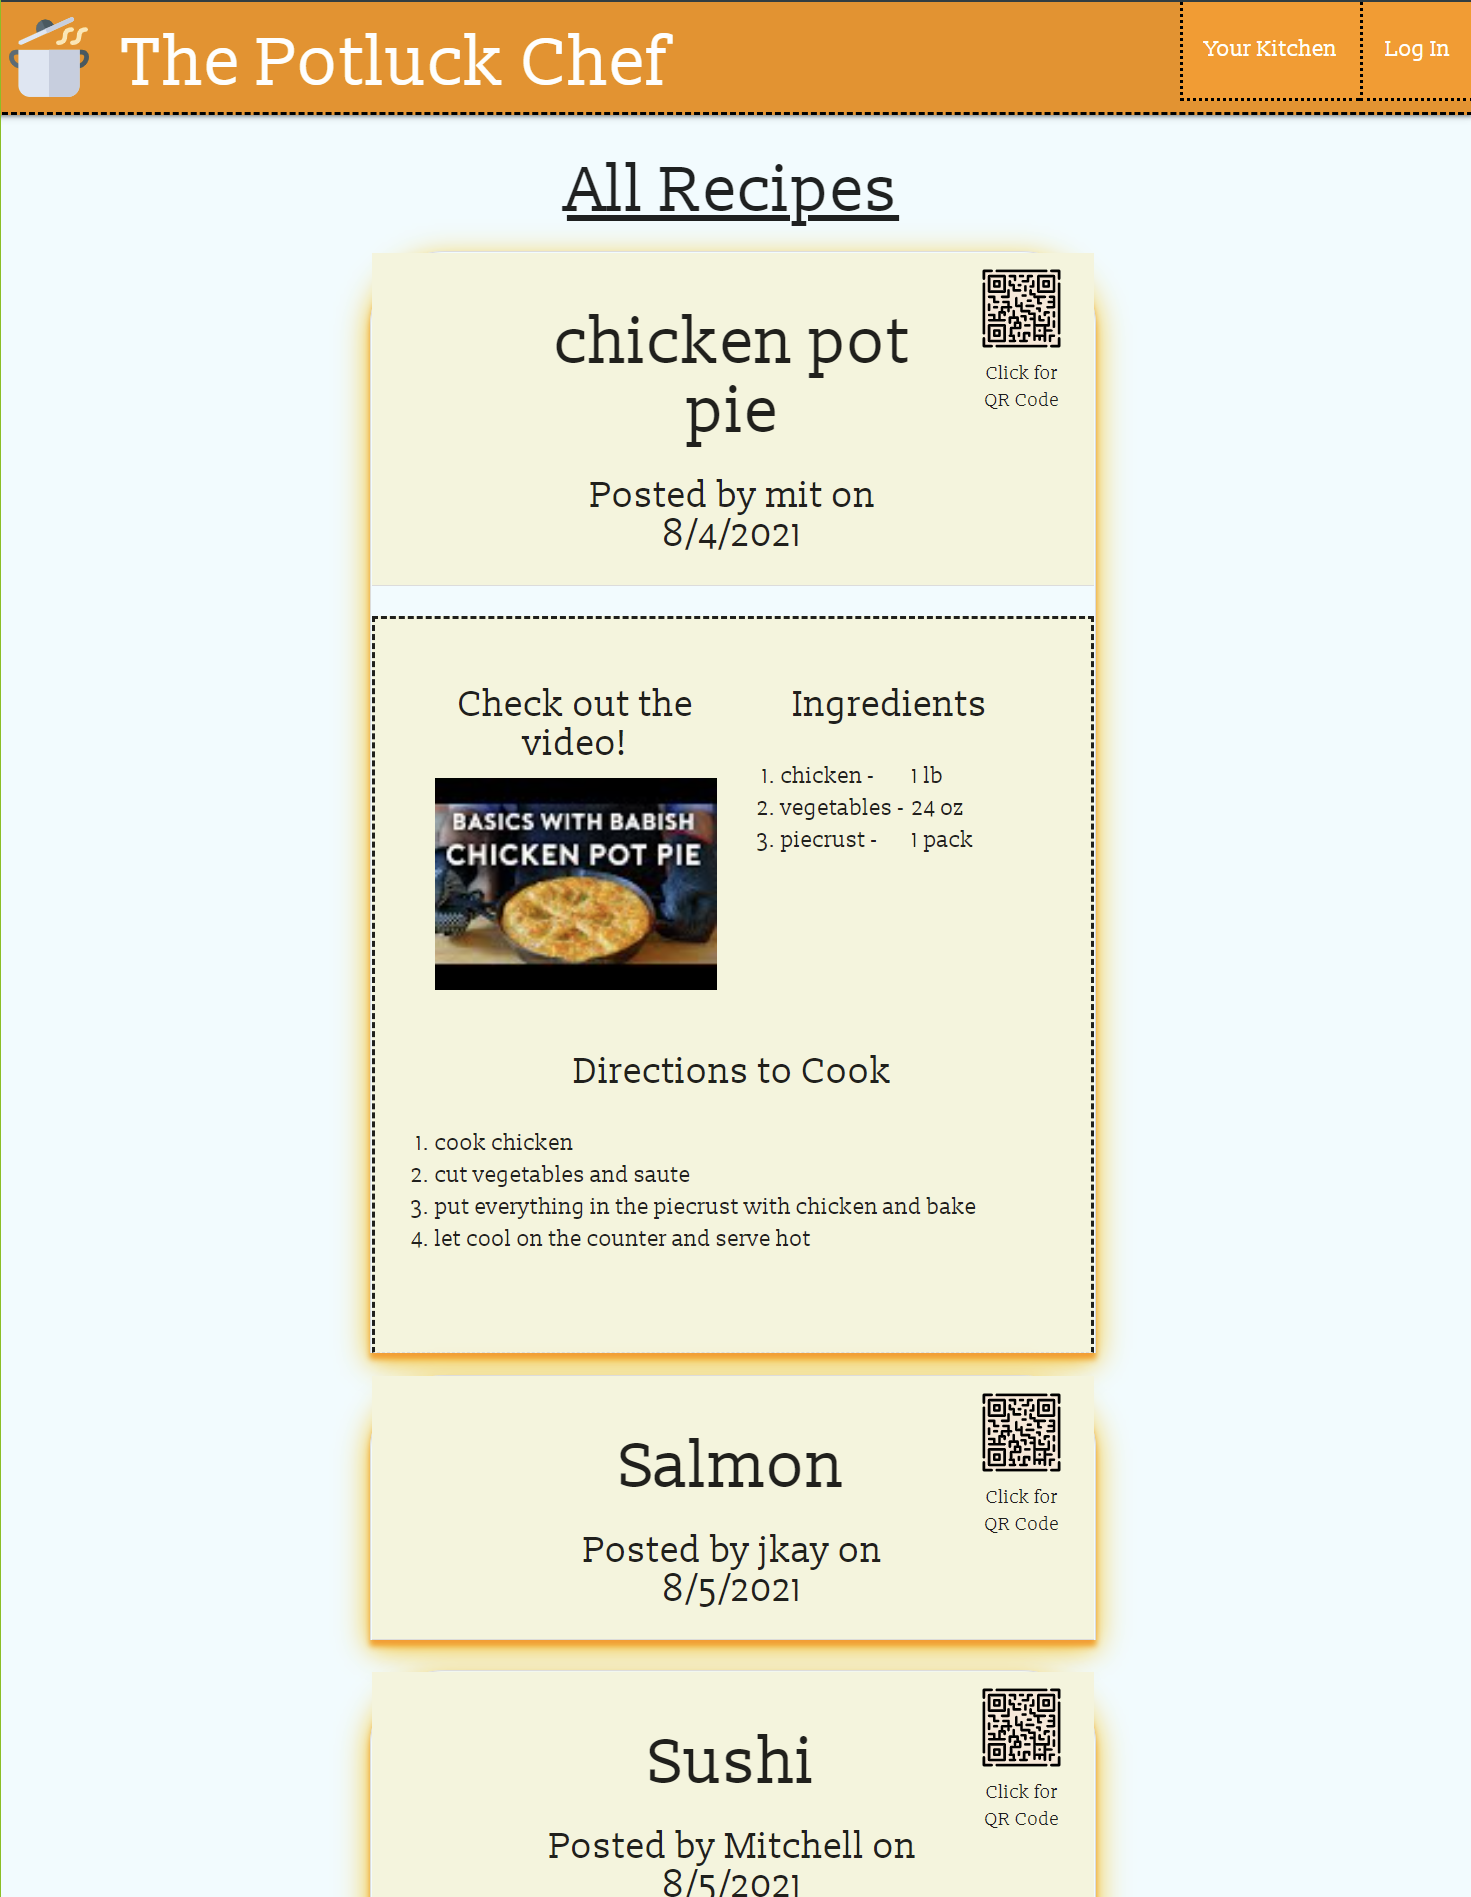 The Potluck Chef
Your Kitchen
Log In
All Recipes
chicken pot
pie
Click for
QR Code
Posted by mit on
8/4/2021
Check out the
video!
BASICS WITH BABISH
CHICKEN POT PIE
Ingredients
1. chicken - 1 lb
2. vegetables - 24 oz
3. piecrust - 1 pack
Directions to Cook
1. cook chicken
2. cut vegetables and saute
3. put everything in the piecrust with chicken and bake
4. let cool on the counter and serve hot
Salmon
Click for
QR Code
Posted by jkay on
8/5/2021
Sushi
Click for
QR Code
Posted by Mitchell on
8/5/2021